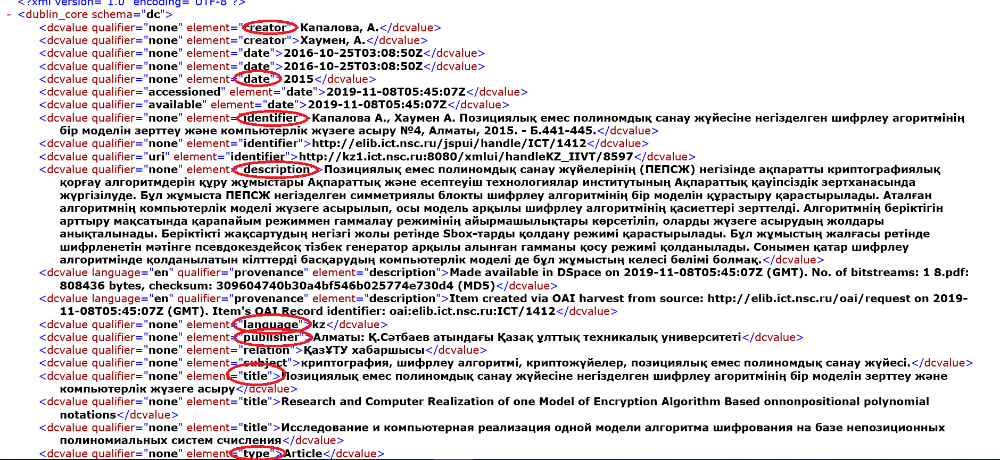 <?xml version="1.0" encoding="UTF-8"?>
- <dublin_core schema="dc">
<dcvalue qualifier="none" element="creator">Капалова, А.</dcvalue>
<dcvalue qualifier="none" element="creator">Хаумен, А.</dcvalue>
<dcvalue qualifier="none" element="date">2016-10-25T03:08:50Z</dcvalue>
<dcvalue qualifier="none" element="date">2016-10-25T03:08:50Z</dcvalue>
<dcvalue qualifier="none" element="date">2015</dcvalue>
<dcvalue qualifier="accessioned" element="date">2019-11-08T05:45:07Z</dcvalue>
<dcvalue qualifier="available" element="date">2019-11-08T05:45:07Z</dcvalue>
<dcvalue qualifier="none" element="identifier">Капалова А., Хаумен А. Позициялық емес полиномдық санау жүйесіне негізделген шифрлеу агоритмінің
бір моделін зерттеу және компьютерлік жүзеге асыру №4, Алматы, 2015. - Б.441-445.</dcvalue>
<dcvalue qualifier="none" element="identifier">http://elib.ict.nsc.ru/jspui/handle/ICT/1412</dcvalue>
<dcvalue qualifier="uri" element="identifier">http://kz1.ict.nsc.ru:8080/xmlui/handleKZ_IIVT/8597</dcvalue>
<dcvalue qualifier="none" element="description">Позициялық емес полиномдық санау жүйелерінің (ПЕПСЖ) негізінде ақпаратты криптографиялық
қорғау алгоритмдерін құру жұмыстары Ақпараттық және есептеуіш технологиялар институтының Ақпараттық қауіпсіздік зертханасында
жүргізілуде. Бұл жұмыста ПЕПСЖ негізделген симметриялы блокты шифрлеу алгоритмінің бір моделін құрастыру қарастырылады. Аталған
алгоритмнің компьютерлік моделі жүзеге асырылып, осы модель арқылы шифрлеу алгоритмінің қасиеттері зерттелді. Алгоритмнің беріктігін
арттыру мақсатында қарапайым режиммен гаммалау режимінің айырмашылықтары көрсетіліп, оларды жүзеге асырудың жолдары
анықталынады. Беріктікті жақсартудың негізгі жолы ретінде Sbox-тарды қолдану режимі қарастырылады. Бұл жұмыстың жалғасы ретінде
шифрленетін мәтінге псевдокездейсоқ тізбек генератор арқылы алынған гамманы қосу режимі қолданылады. Сонымен қатар шифрлеу
алгоритмінде қолданылатын кілттерді басқарудың компьютерлік моделі де бұл жұмыстың келесі бөлімі болмақ.</dcvalue>
<dcvalue language="en" qualifier="provenance" element="description">Made available in DSpace on 2019-11-08T05:45:07Z (GMT). No. of bitstreams: 1 8.pdf:
808436 bytes, checksum: 309604740b30a4bf546b025774e730d4 (MD5)</dcvalue>
<dcvalue language="en" qualifier="provenance" element="description">Item created via OAI harvest from source: http://elib.ict.nsc.ru/oai/request on 2019-
11-08T05:45:07Z (GMT). Item's OAI Record identifier: oai:elib.ict.nsc.ru:ICT/1412</dcvalue>
<dcvalue qualifier="none" element="language">kz</dcvalue>
<dcvalue qualifier="none" element="publisher">Алматы: Қ.Сәтбаев атындағы Қазақ ұлттық техникалық университеті</dcvalue>
<dcvalue qualifier="none" element="relation">ҚазҰТУ хабаршысы</dcvalue>
<dcvalue qualifier="none" element="subject">криптография, шифрлеу алгоритмі, криптожүйелер, позициялық емес полиномдық санау жүйесі.</dcvalue>
<dcvalue qualifier="none" element="title">Позициялық емес полиномдық санау жүйесіне негізделген шифрлеу агоритмінің бір моделін зерттеу және
компьютерлік жүзеге асыру</dcvalue>
<dcvalue qualifier="none" element="title">Research and Computer Realization of one Model of Encryption Algorithm Based onnonpositional polynomial
notations</dcvalue>
<dcvalue qualifier="none" element="title">Исследование и компьютерная реализация одной модели алгоритма шифрования на базе непозиционных
полиномиальных систем счисления</dcvalue>
<dcvalue qualifier="none" element="type">Article</dcvalue>